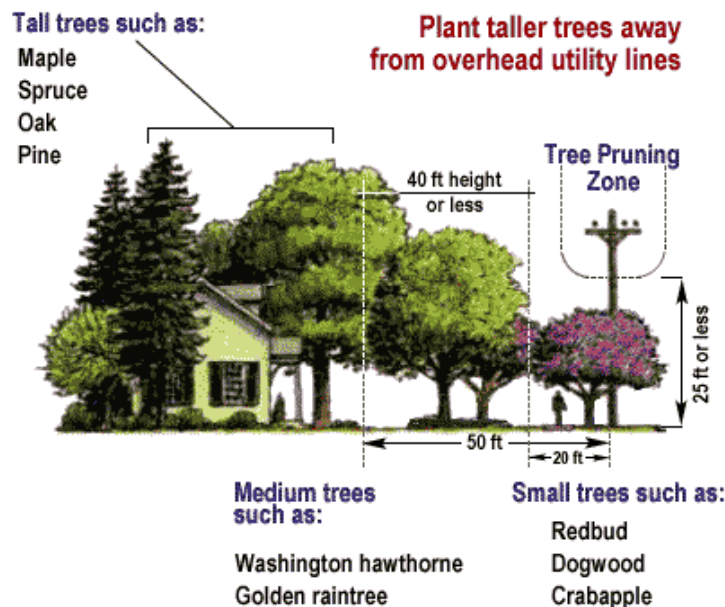 Tall trees such as:
Maple
Spruce
Oak
Pine
Plant taller trees away
from overhead utility lines
40 ft height
or less
Tree Pruning
Zone
25 ft or less
50 ft
20 ft
Medium trees
such as:
Washington hawthorne
Golden raintree
Small trees such as:
Redbud
Dogwood
Crabapple